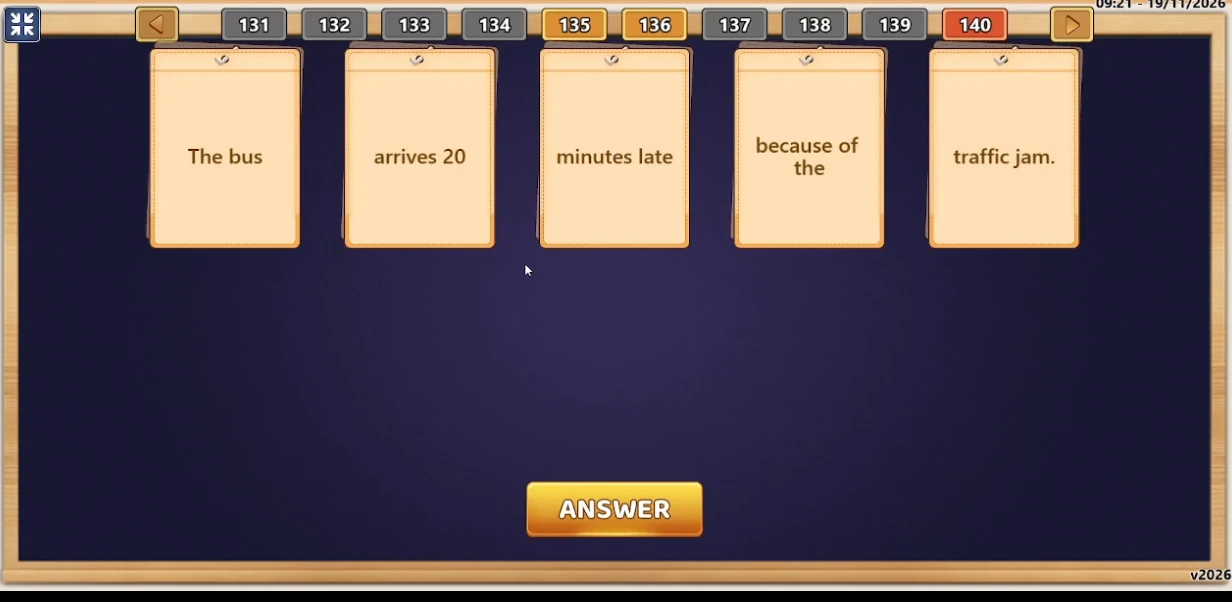 09:21 - 19/11/2026
131 132 133 134 135 136 137 138 139 140
The bus
arrives 20
minutes late
because of
the
traffic jam.
ANSWER
v2026